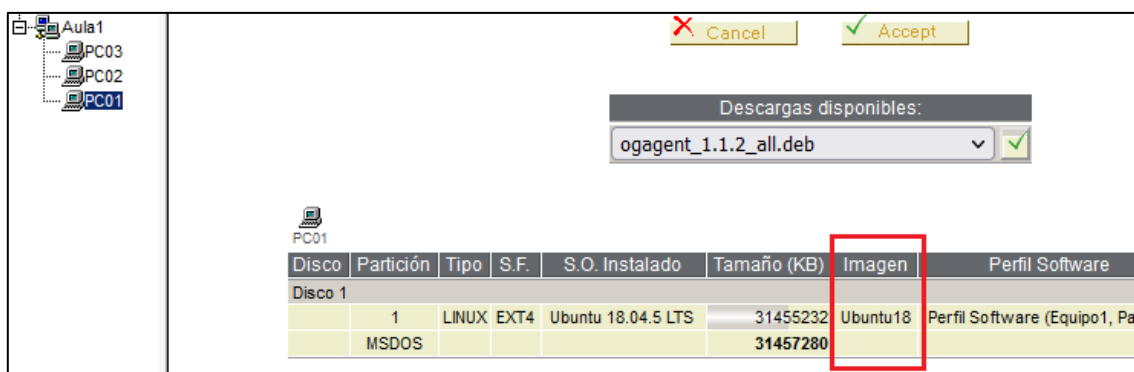 Aula1
PC03
PC02
PC01
Cancel Accept
Descargas disponibles:
ogagent_1.1.2_all.deb
PC01
Disco Partición Tipo S.F. S.O. Instalado Tamaño (KB) Imagen Perfil Software
Disco 1
1 LINUX EXT4 Ubuntu 18.04.5 LTS 31455232 Ubuntu18 Perfil Software (Equipo1, Pa
MSDOS 31457280